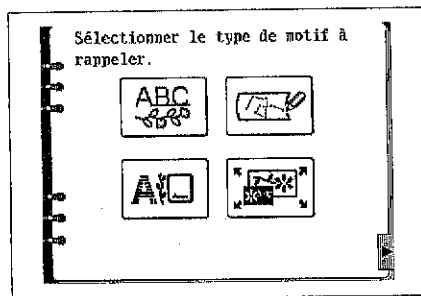 Sélectionner le type de motif à
rappeler.
ABC
A